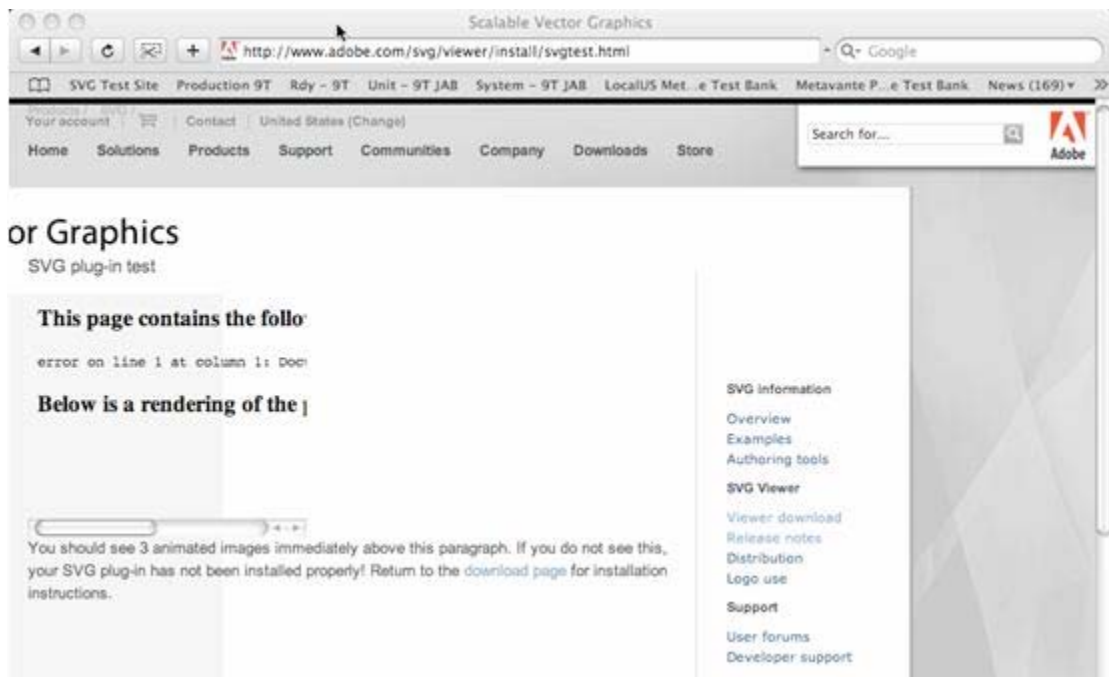 Scalable Vector Graphics
http://www.adobe.com/svg/viewer/install/svgtest.html
Google
SVG Test Site Production 9T Rdy - 9T Unit - 9T JAB System - 9T JAB LocalUS Met...e Test Bank Metavante P...e Test Bank News (169)
Products / SVG /
Your account Contact United States (Change)
Search for...
Adobe
Home Solutions Products Support Communities Company Downloads Store
or Graphics
SVG plug-in test
This page contains the follo
error on line 1 at column 1: Doc
Below is a rendering of the
You should see 3 animated images immediately above this paragraph. If you do not see this,
your SVG plug-in has not been installed properly! Return to the download page for installation
instructions.
SVG information
Overview
Examples
Authoring tools
SVG Viewer
Viewer download
Release notes
Distribution
Logo use
Support
User forums
Developer support